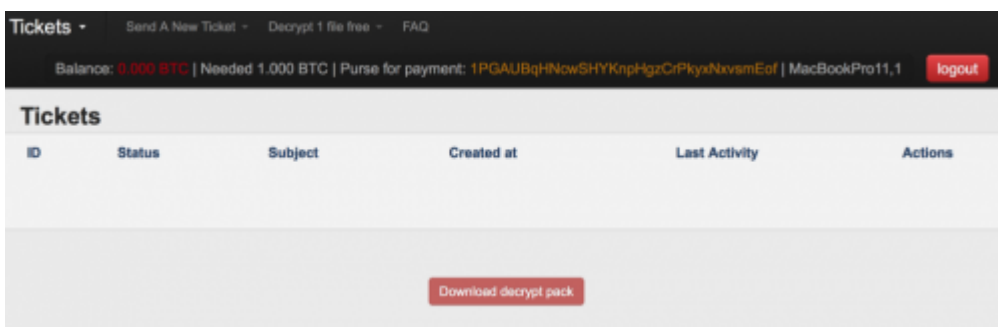 Tickets Send A New Ticket Decrypt 1 file free FAQ
Balance: 0.000 BTC | Needed 1.000 BTC | Purse for payment: 1PGAUBqHNcwSHYKnpHgzCrPkyxNxvsmEof | MacBookPro11,1 logout
Tickets
ID Status Subject Created at Last Activity Actions
Download decrypt pack